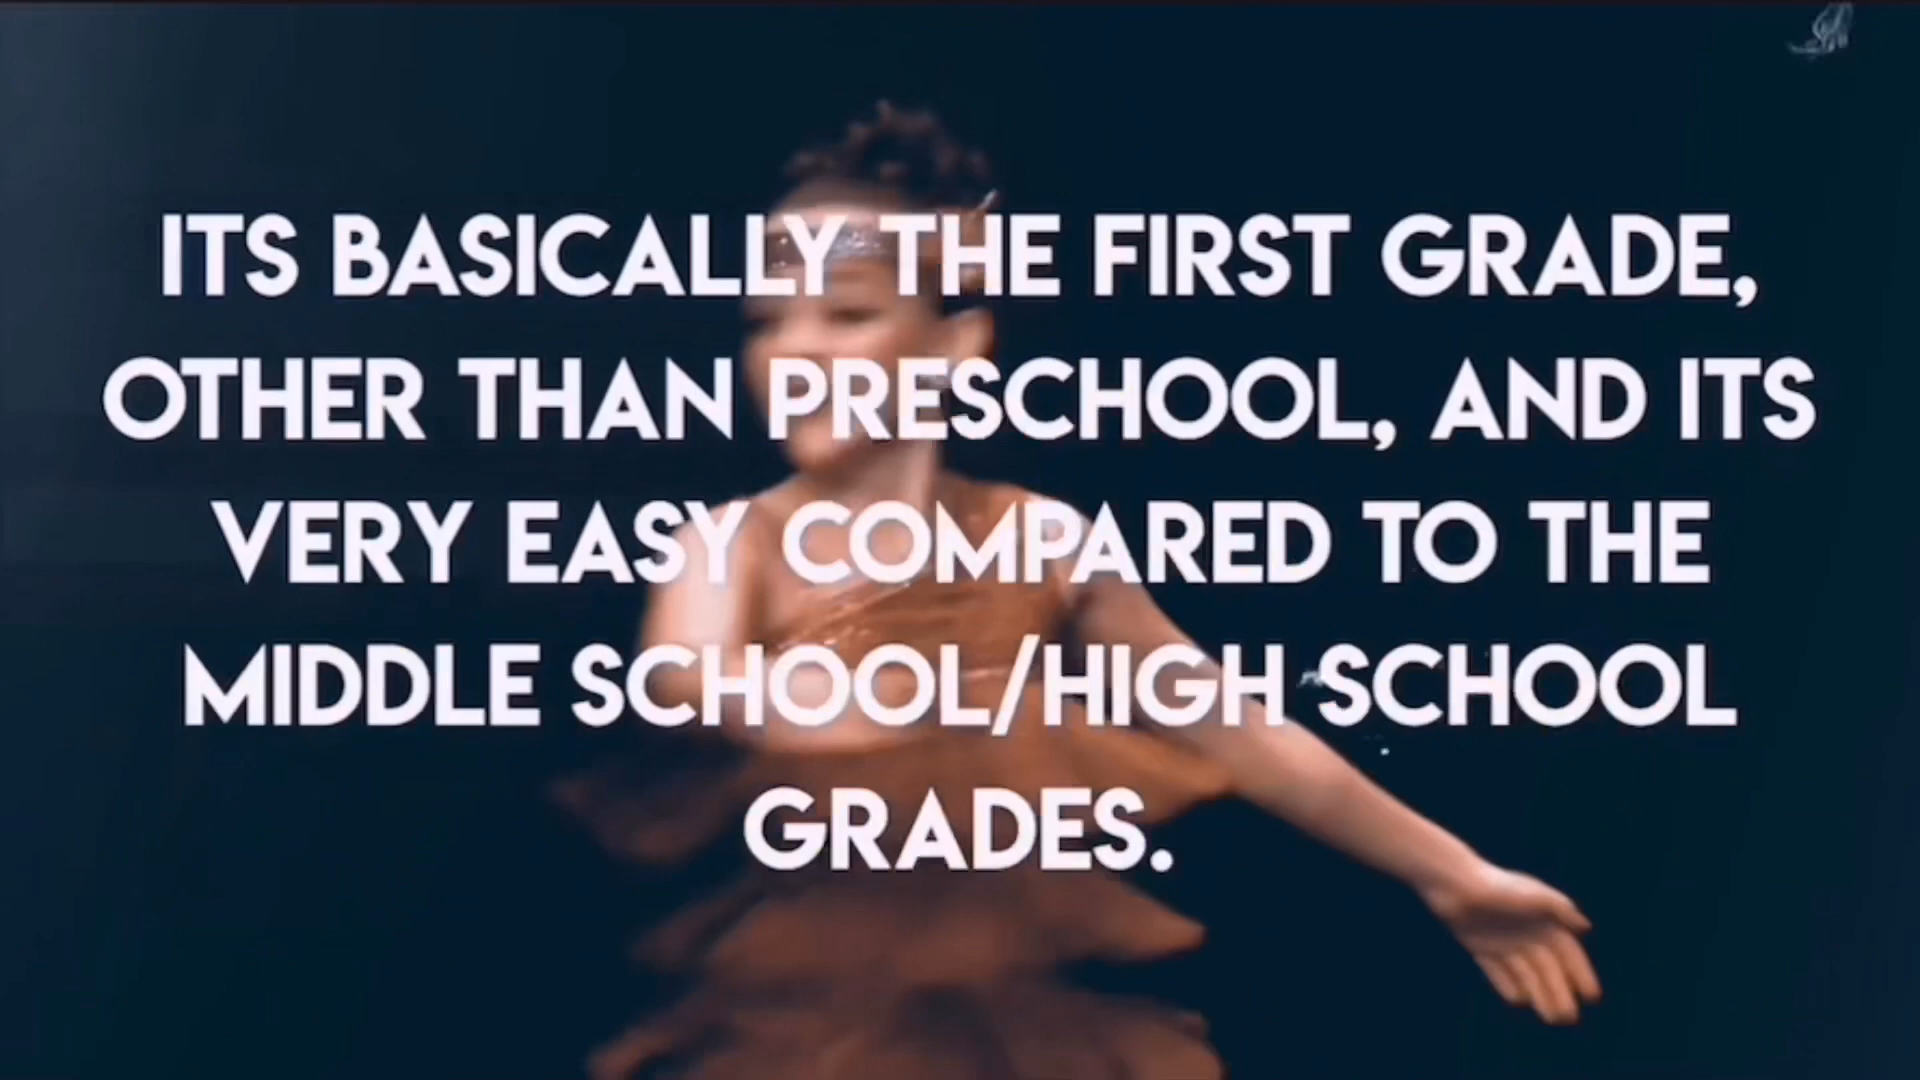 ITS BASICALLY THE FIRST GRADE,
OTHER THAN PRESCHOOL, AND ITS
VERY EASY COMPARED TO THE
MIDDLE SCHOOL/HIGH SCHOOL
GRADES.